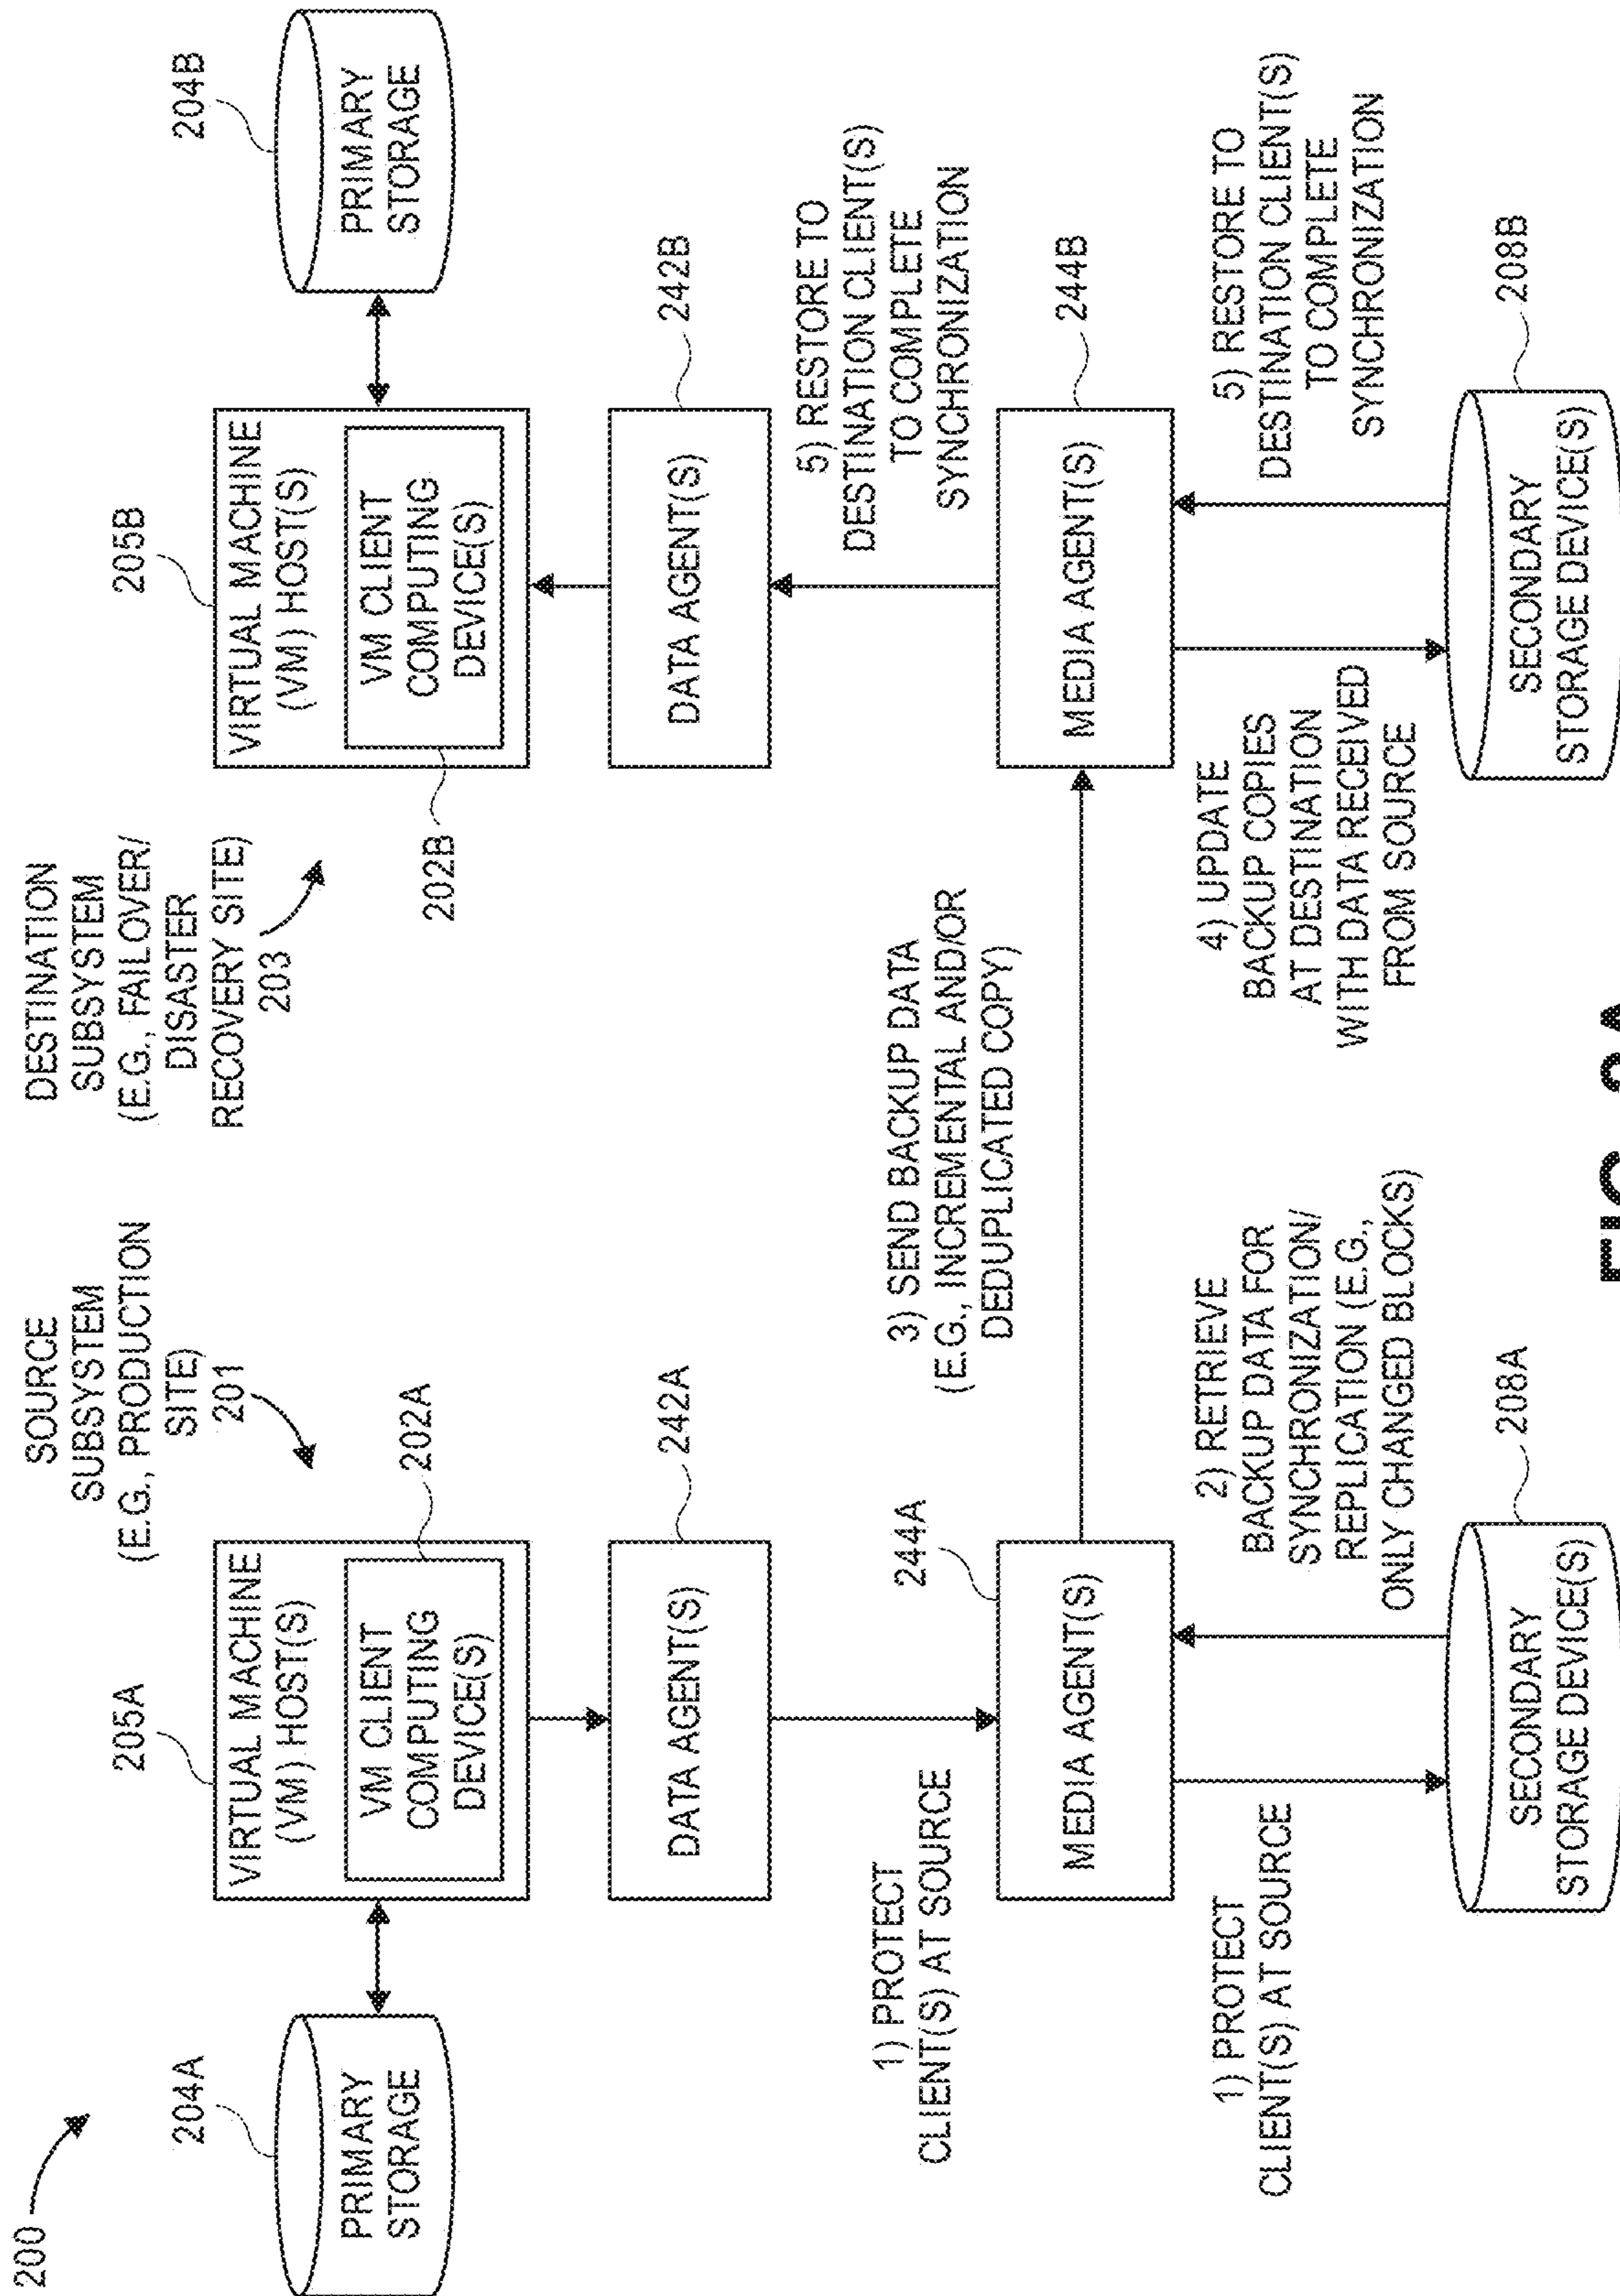 200
SOURCE
SUBSYSTEM
(E.G., PRODUCTION
SITE)
201
DESTINATION
SUBSYSTEM
(E.G., FAILOVER/
DISASTER
RECOVERY SITE)
203
204A
PRIMARY
STORAGE
205A
VIRTUAL MACHINE
(VM) HOST(S)
VM CLIENT
COMPUTING
DEVICE(S)
202A
205B
VIRTUAL MACHINE
(VM) HOST(S)
VM CLIENT
COMPUTING
DEVICE(S)
202B
204B
PRIMARY
STORAGE
DATA AGENT(S)
242A
DATA AGENT(S)
242B
1) PROTECT
CLIENT(S) AT SOURCE
3) SEND BACKUP DATA
(E.G., INCREMENTAL AND/OR
DEDUPLICATED COPY)
5) RESTORE TO
DESTINATION CLIENT(S)
TO COMPLETE
SYNCHRONIZATION
244A
MEDIA AGENT(S)
MEDIA AGENT(S)
244B
1) PROTECT
CLIENT(S) AT SOURCE
2) RETRIEVE
BACKUP DATA FOR
SYNCHRONIZATION/
REPLICATION (E.G.,
ONLY CHANGED BLOCKS)
4) UPDATE
BACKUP COPIES
AT DESTINATION
WITH DATA RECEIVED
FROM SOURCE
5) RESTORE TO
DESTINATION CLIENT(S)
TO COMPLETE
SYNCHRONIZATION
SECONDARY
STORAGE DEVICE(S)
208A
SECONDARY
STORAGE DEVICE(S)
208B